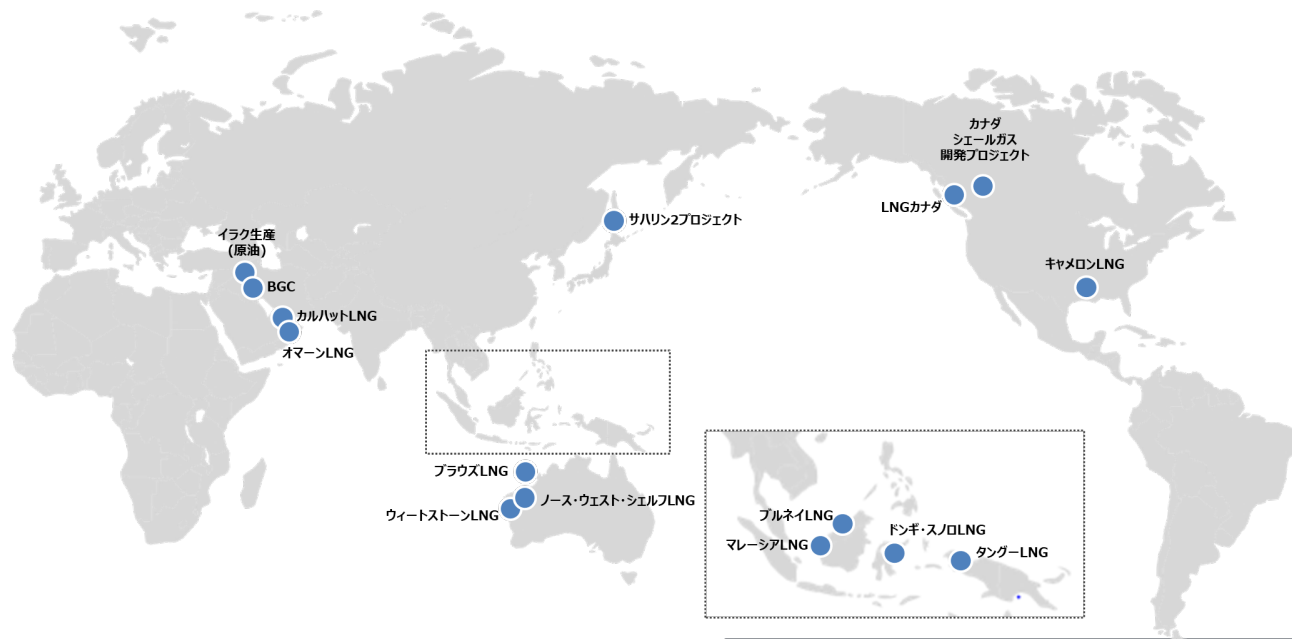 カナダ
シェールガス
開発プロジェクト
LNGカナダ
サハリン2プロジェクト
イラク生産
(原油)
BGC
キャメロンLNG
カルハットLNG
オマーンLNG
ブラウズLNG
ノース・ウェスト・シェルフLNG
ウィートストーンLNG
ブルネイLNG
ドンギ・スノロLNG
マレーシアLNG
タングーLNG